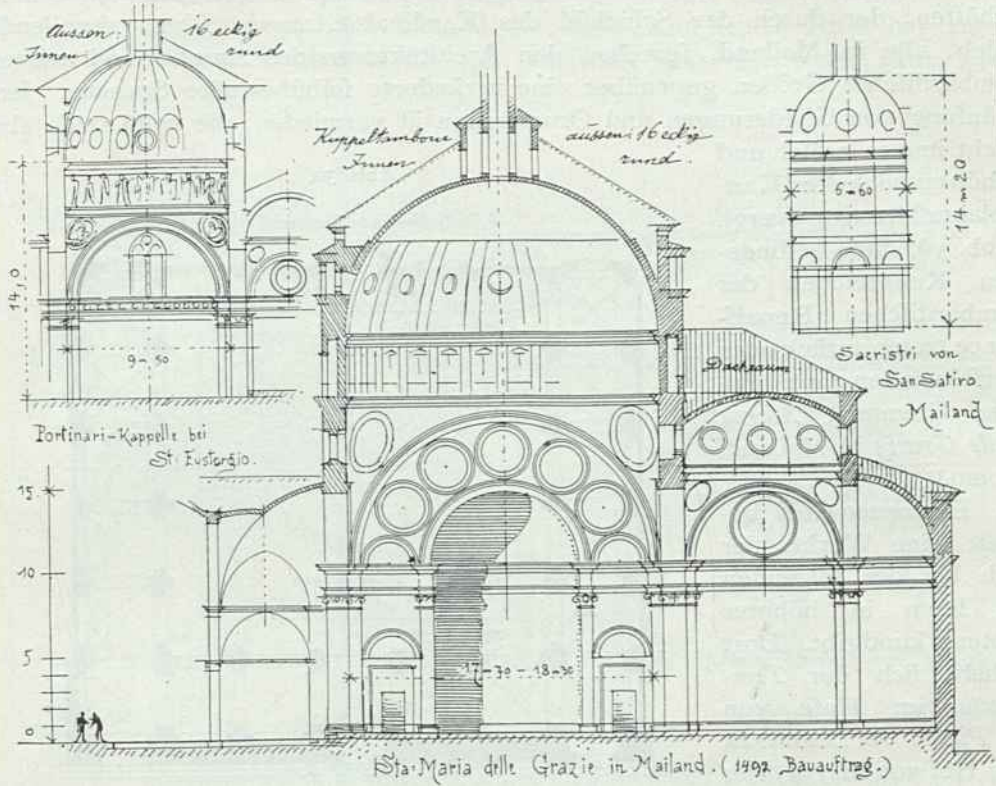 Aussen: 16 eckig
Innen rund
14,0
9-50
Portinari-Kappelle bei
St. Eustorgio.
Kuppeltambour aussen: 16 eckig
Innen rund.
6-60
14 m 20
Sacristei von
San Satiro
Mailand
Dachraum
15
10
5
0
17-70-18-30
Sta. Maria delle Grazie in Mailand. (1492 Bauauftrag.)